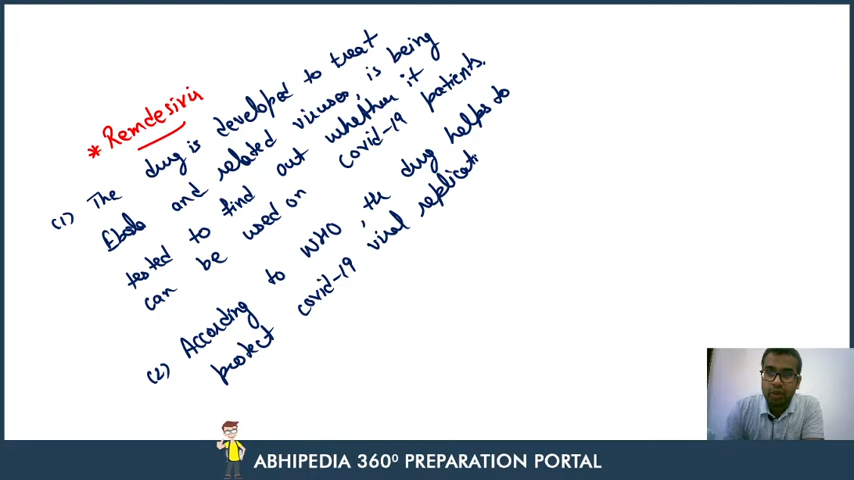 * Remdesivir
(1) The drug is developed to treat
Ebola and related viruses, is being
tested to find out whether it
can be used on covid-19 patients.
(2) According to WHO, the drug helps to
protect covid-19 viral replicati
ABHIPEDIA 360° PREPARATION PORTAL